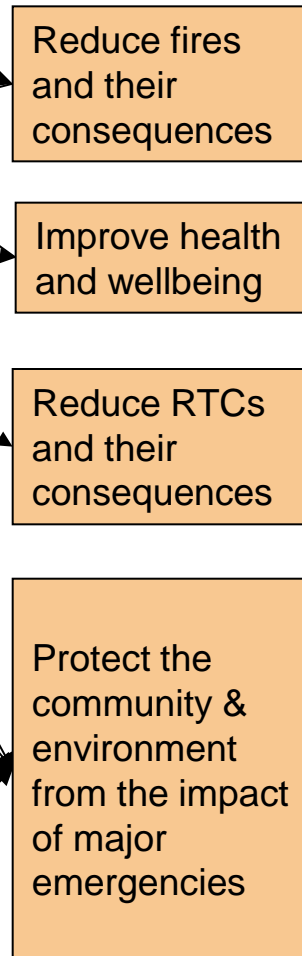 Reduce fires
and their
consequences
Improve health
and wellbeing
Reduce RTCs
and their
consequences
Protect the
community &
environment
from the impact
of major
emergencies